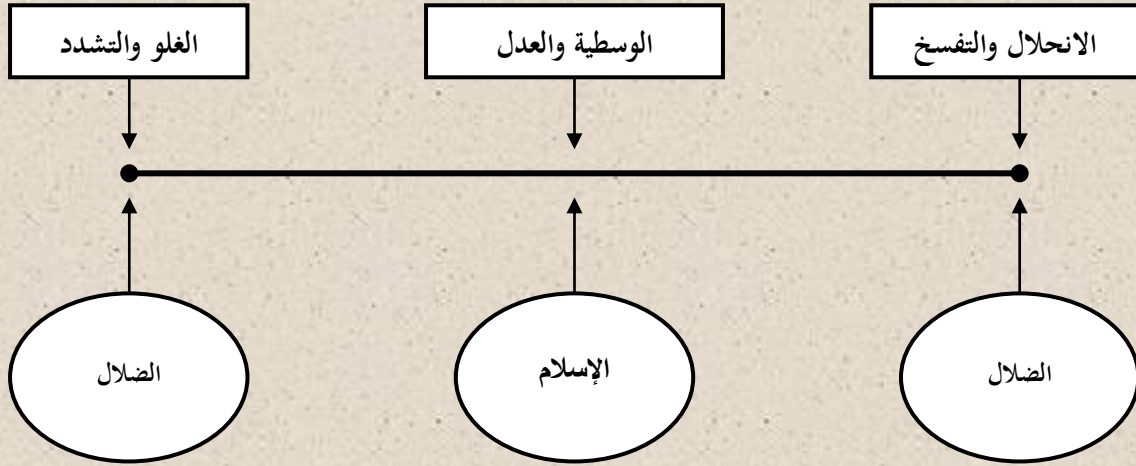 الانحلال والتفسخ
الوسطية والعدل
الغلو والتشدد
الضلال
الإسلام
الضلال